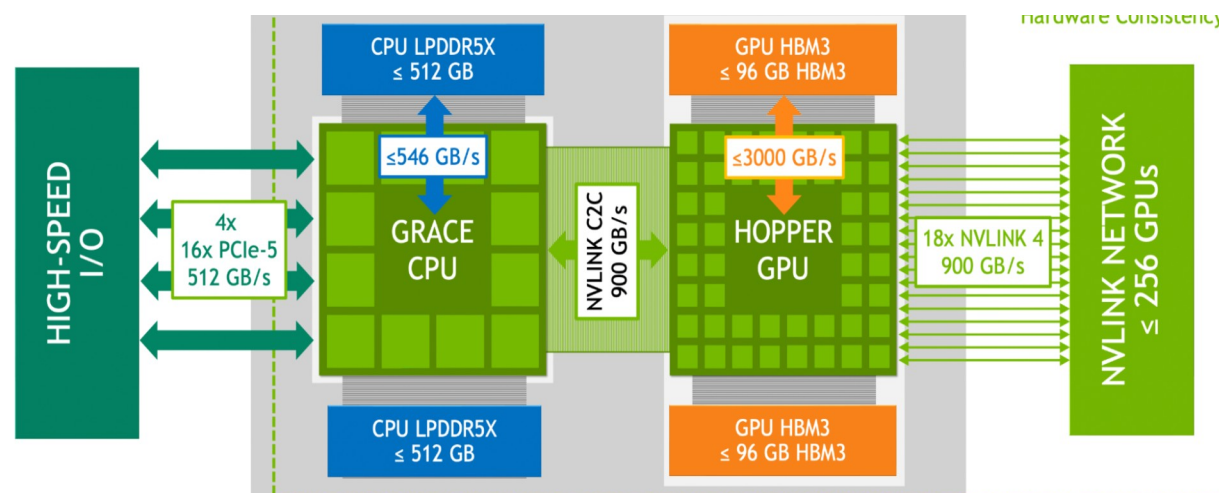 Hardware Consistency
CPU LPDDR5X
≤ 512 GB
GPU HBM3
≤ 96 GB HBM3
HIGH-SPEED
I/O
4x
16x PCIe-5
512 GB/s
≤546 GB/s
GRACE
CPU
NVLINK C2C
900 GB/s
≤3000 GB/s
HOPPER
GPU
18x NVLINK 4
900 GB/s
NVLINK NETWORK
≤ 256 GPUs
CPU LPDDR5X
≤ 512 GB
GPU HBM3
≤ 96 GB HBM3